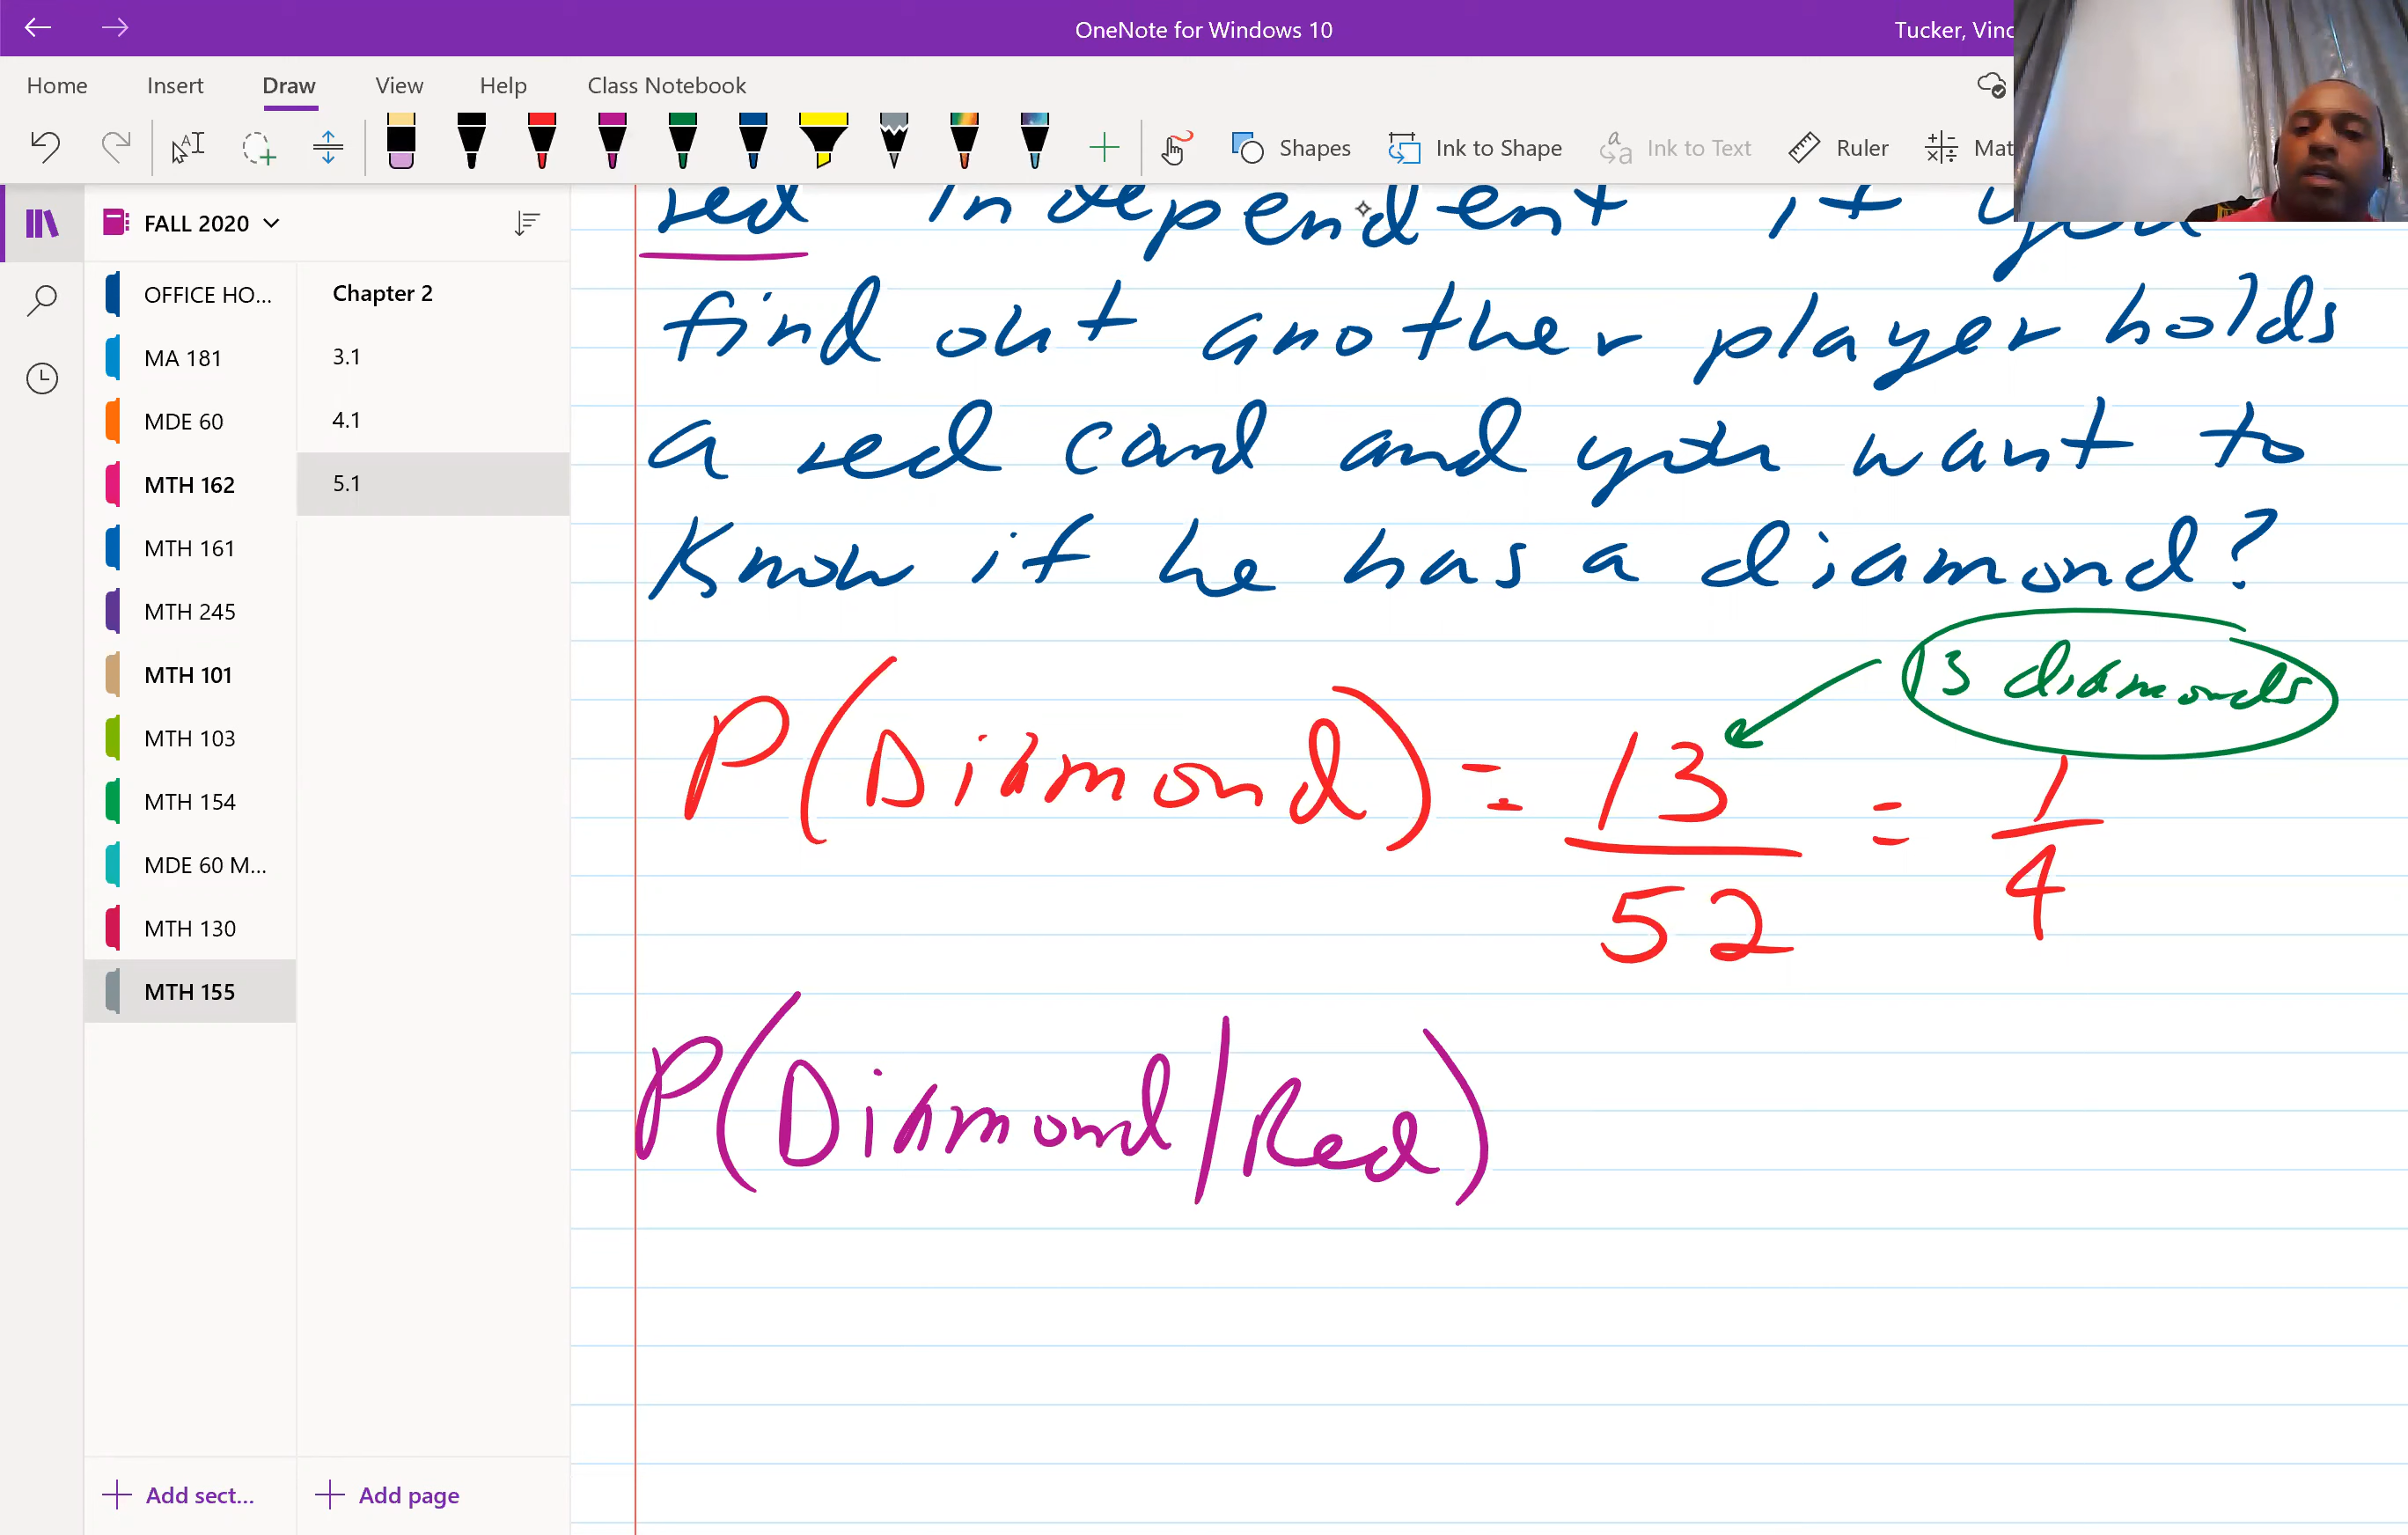 OneNote for Windows 10
Tucker, Vinc
Home Insert Draw View Help Class Notebook
Shapes Ink to Shape Ink to Text Ruler Mat
FALL 2020
OFFICE HO...
MA 181
MDE 60
MTH 162
MTH 161
MTH 245
MTH 101
MTH 103
MTH 154
MDE 60 M...
MTH 130
MTH 155
Add sect...
Chapter 2
3.1
4.1
5.1
Add page
red independent if you
find out another player holds
a red card and you want to
Know if he has a diamond?
13 diamonds
P(Diamond) = 13/52 = 1/4
P(Diamond/Red)